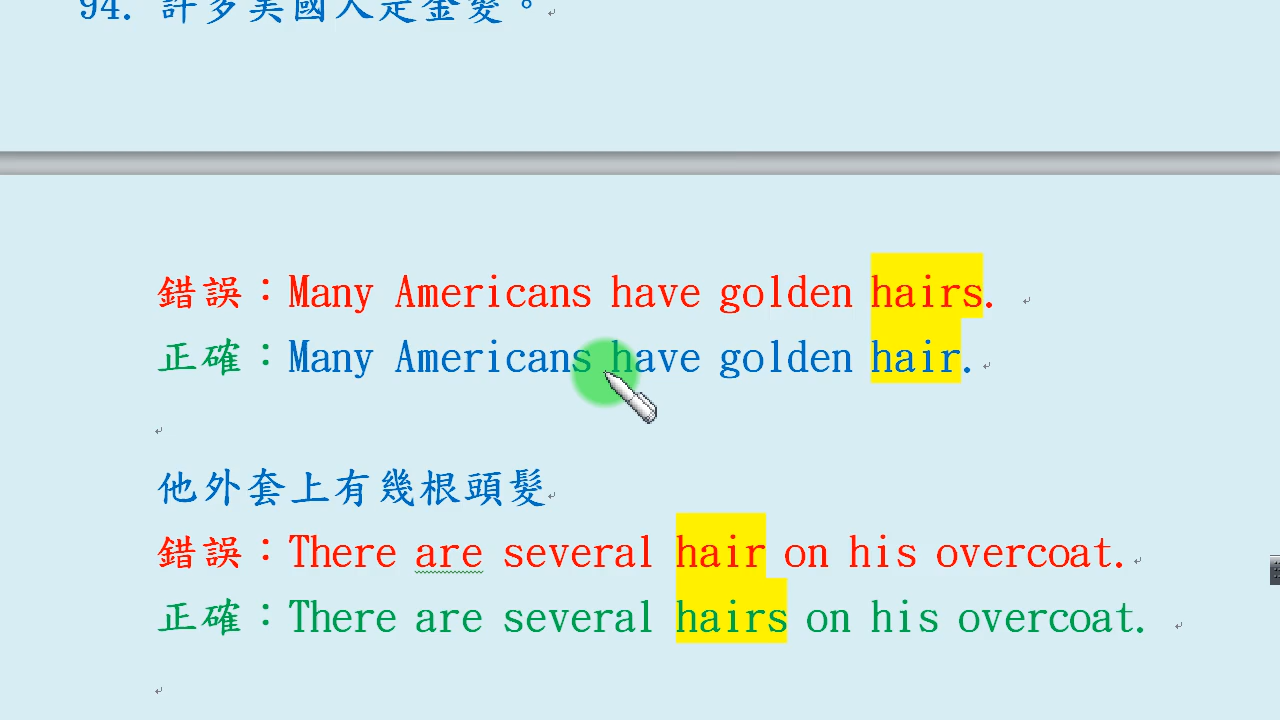 94. 許多美國人是金髮。
錯誤：Many Americans have golden hairs.
正確：Many Americans have golden hair.
他外套上有幾根頭髮
錯誤：There are several hair on his overcoat.
正確：There are several hairs on his overcoat.